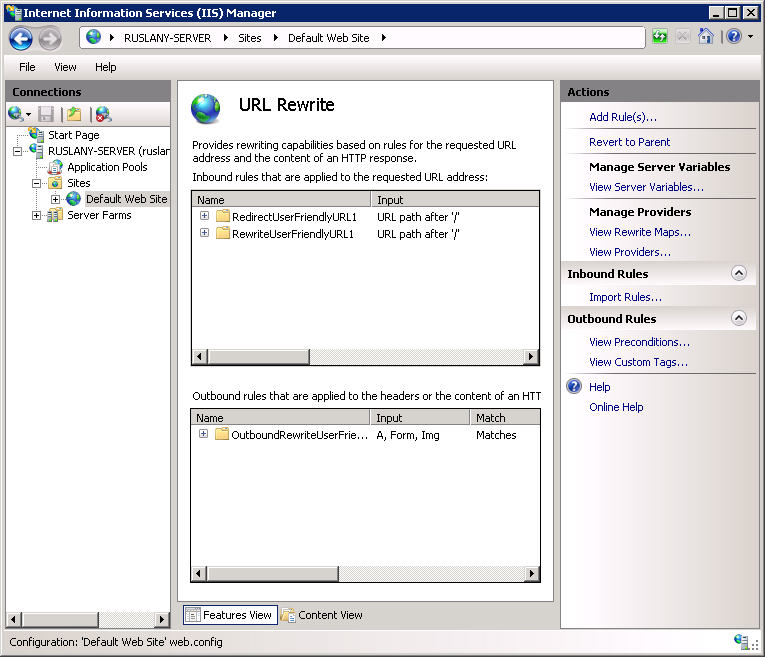 Internet Information Services (IIS) Manager
RUSLANY-SERVER Sites Default Web Site
File View Help
Connections
Start Page
RUSLANY-SERVER (ruslar
Application Pools
Sites
Default Web Site
Server Farms
URL Rewrite
Provides rewriting capabilities based on rules for the requested URL
address and the content of an HTTP response.
Inbound rules that are applied to the requested URL address:
Name Input
RedirectUserFriendlyURL1 URL path after '/'
RewriteUserFriendlyURL1 URL path after '/'
Outbound rules that are applied to the headers or the content of an HTT
Name Input Match
OutboundRewriteUserFrie... A, Form, Img Matches
Features View Content View
Actions
Add Rule(s)...
Revert to Parent
Manage Server Variables
View Server Variables...
Manage Providers
View Rewrite Maps...
View Providers...
Inbound Rules
Import Rules...
Outbound Rules
View Preconditions...
View Custom Tags...
Help
Online Help
Configuration: 'Default Web Site' web.config